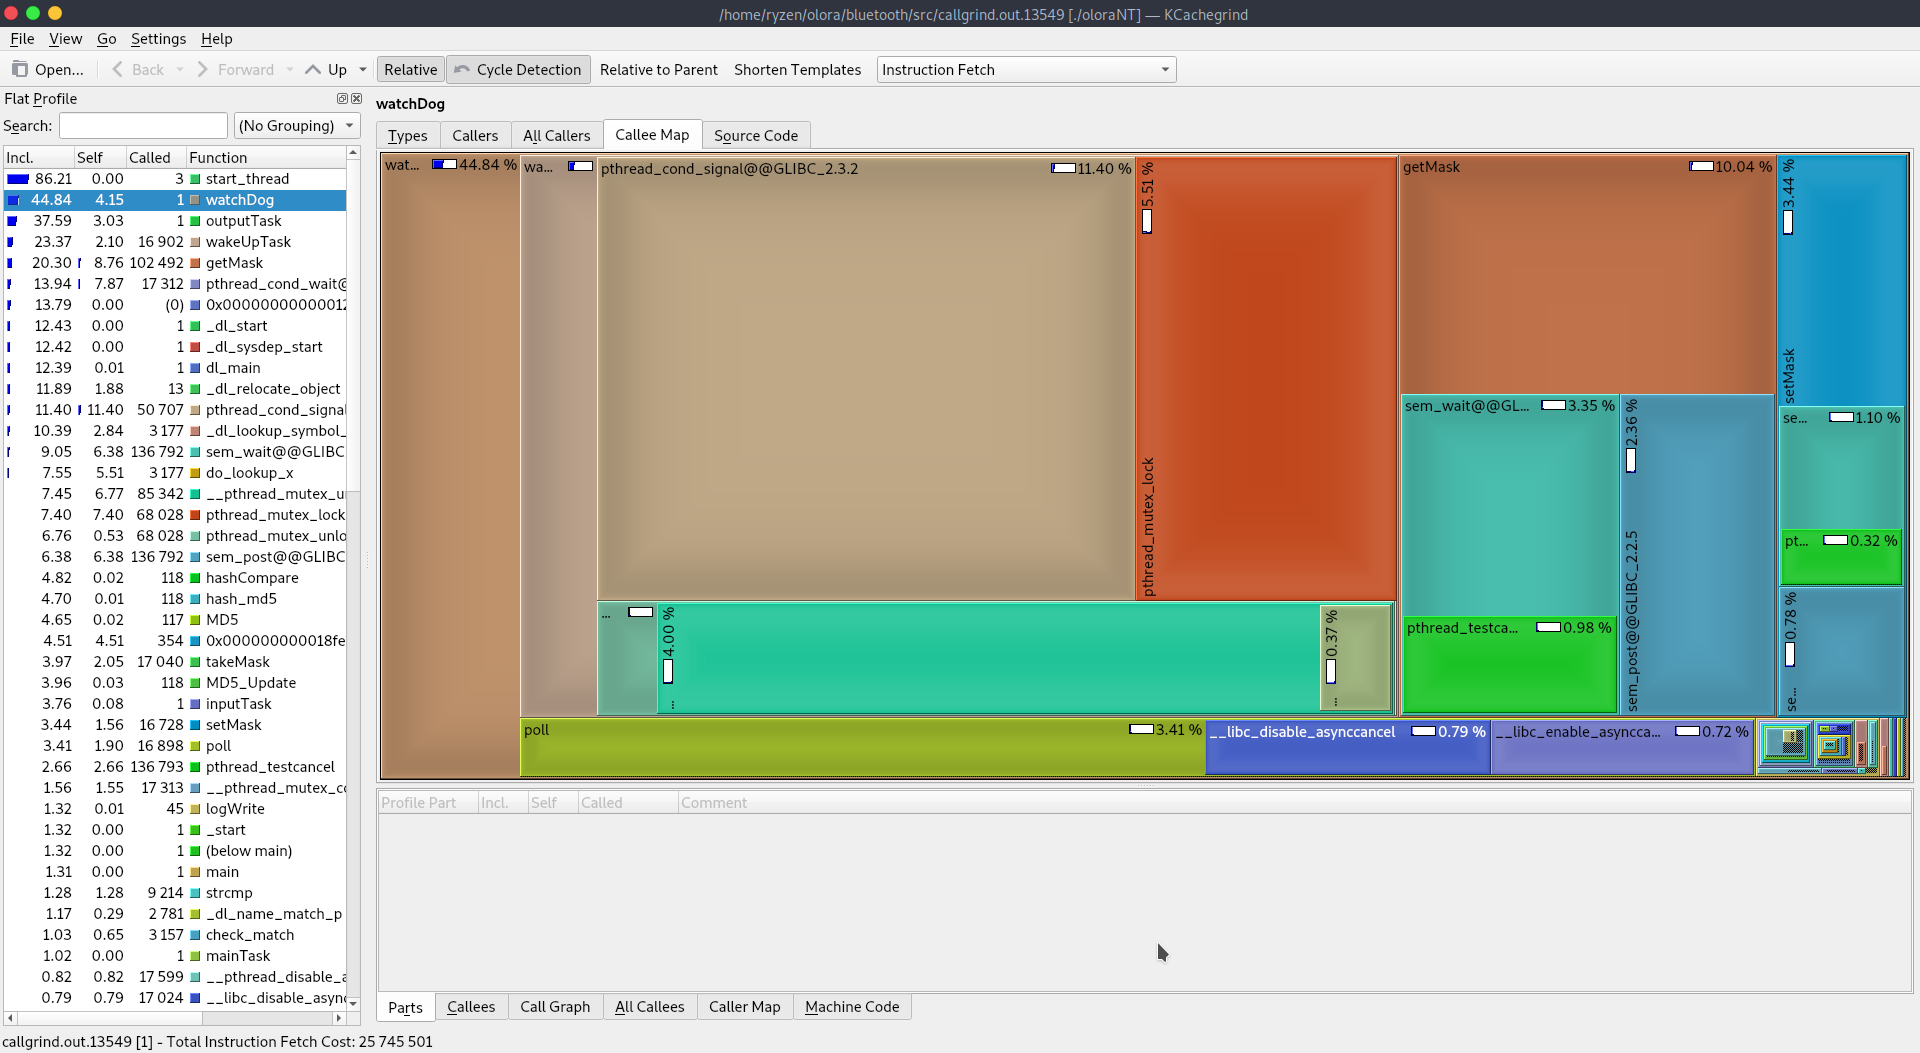 /home/ryzen/olora/bluetooth/src/callgrind.out.13549 [./oloraNT] — KCachegrind
File View Go Settings Help
Open... Back Forward Up Relative Cycle Detection Relative to Parent Shorten Templates Instruction Fetch
Flat Profile
Search: (No Grouping)
Incl. Self Called Function
86.21 0.00 3 start_thread
44.84 4.15 1 watchDog
37.59 3.03 1 outputTask
23.37 2.10 16 902 wakeUpTask
20.30 8.76 102 492 getMask
13.94 7.87 17 312 pthread_cond_wait@
13.79 0.00 (0) 0x00000000000012
12.43 0.00 1 _dl_start
12.42 0.00 1 _dl_sysdep_start
12.39 0.01 1 dl_main
11.89 1.88 13 _dl_relocate_object
11.40 11.40 50 707 pthread_cond_signal
10.39 2.84 3 177 _dl_lookup_symbol_
9.05 6.38 136 792 sem_wait@@GLIBC
7.55 5.51 3 177 do_lookup_x
7.45 6.77 85 342 __pthread_mutex_u
7.40 7.40 68 028 pthread_mutex_lock
6.76 0.53 68 028 pthread_mutex_unlo
6.38 6.38 136 792 sem_post@@GLIBC
4.82 0.02 118 hashCompare
4.70 0.01 118 hash_md5
4.65 0.02 117 MD5
4.51 4.51 354 0x000000000018fe
3.97 2.05 17 040 takeMask
3.96 0.03 118 MD5_Update
3.76 0.08 1 inputTask
3.44 1.56 16 728 setMask
3.41 1.90 16 898 poll
2.66 2.66 136 793 pthread_testcancel
1.56 1.55 17 313 __pthread_mutex_co
1.32 0.01 45 logWrite
1.32 0.00 1 _start
1.32 0.00 1 (below main)
1.31 0.00 1 main
1.28 1.28 9 214 strcmp
1.17 0.29 2 781 _dl_name_match_p
1.03 0.65 3 157 check_match
1.02 0.00 1 mainTask
0.82 0.82 17 599 __pthread_disable_a
0.79 0.79 17 024 __libc_disable_async
watchDog
Types Callers All Callers Callee Map Source Code
wat... 44.84 %
wa...
pthread_cond_signal@@GLIBC_2.3.2 11.40 %
pthread_mutex_lock 5.51 %
getMask 10.04 %
setMask 3.44 %
sem_wait@@GL... 3.35 %
sem_post@@GLIBC_2.2.5 2.36 %
se... 1.10 %
pt... 0.32 %
se... 0.78 %
pthread_testca... 0.98 %
...
... 4.00 %
... 0.37 %
poll 3.41 %
__libc_disable_asynccancel 0.79 %
__libc_enable_asyncca... 0.72 %
Profile Part Incl. Self Called Comment
Parts Callees Call Graph All Callees Caller Map Machine Code
callgrind.out.13549 [1] - Total Instruction Fetch Cost: 25 745 501